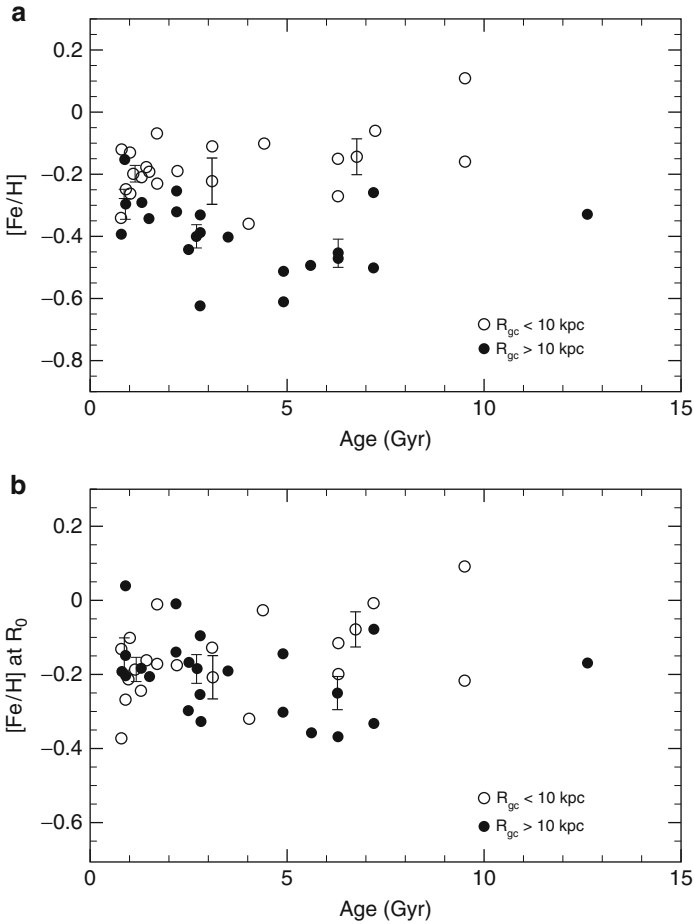 a
0.2
0
−0.2
−0.4
−0.6
−0.8
[Fe/H]
R_gc < 10 kpc
R_gc > 10 kpc
0 5 10 15
Age (Gyr)
b
0.2
0
−0.2
−0.4
−0.6
[Fe/H] at R_0
R_gc < 10 kpc
R_gc > 10 kpc
0 5 10 15
Age (Gyr)